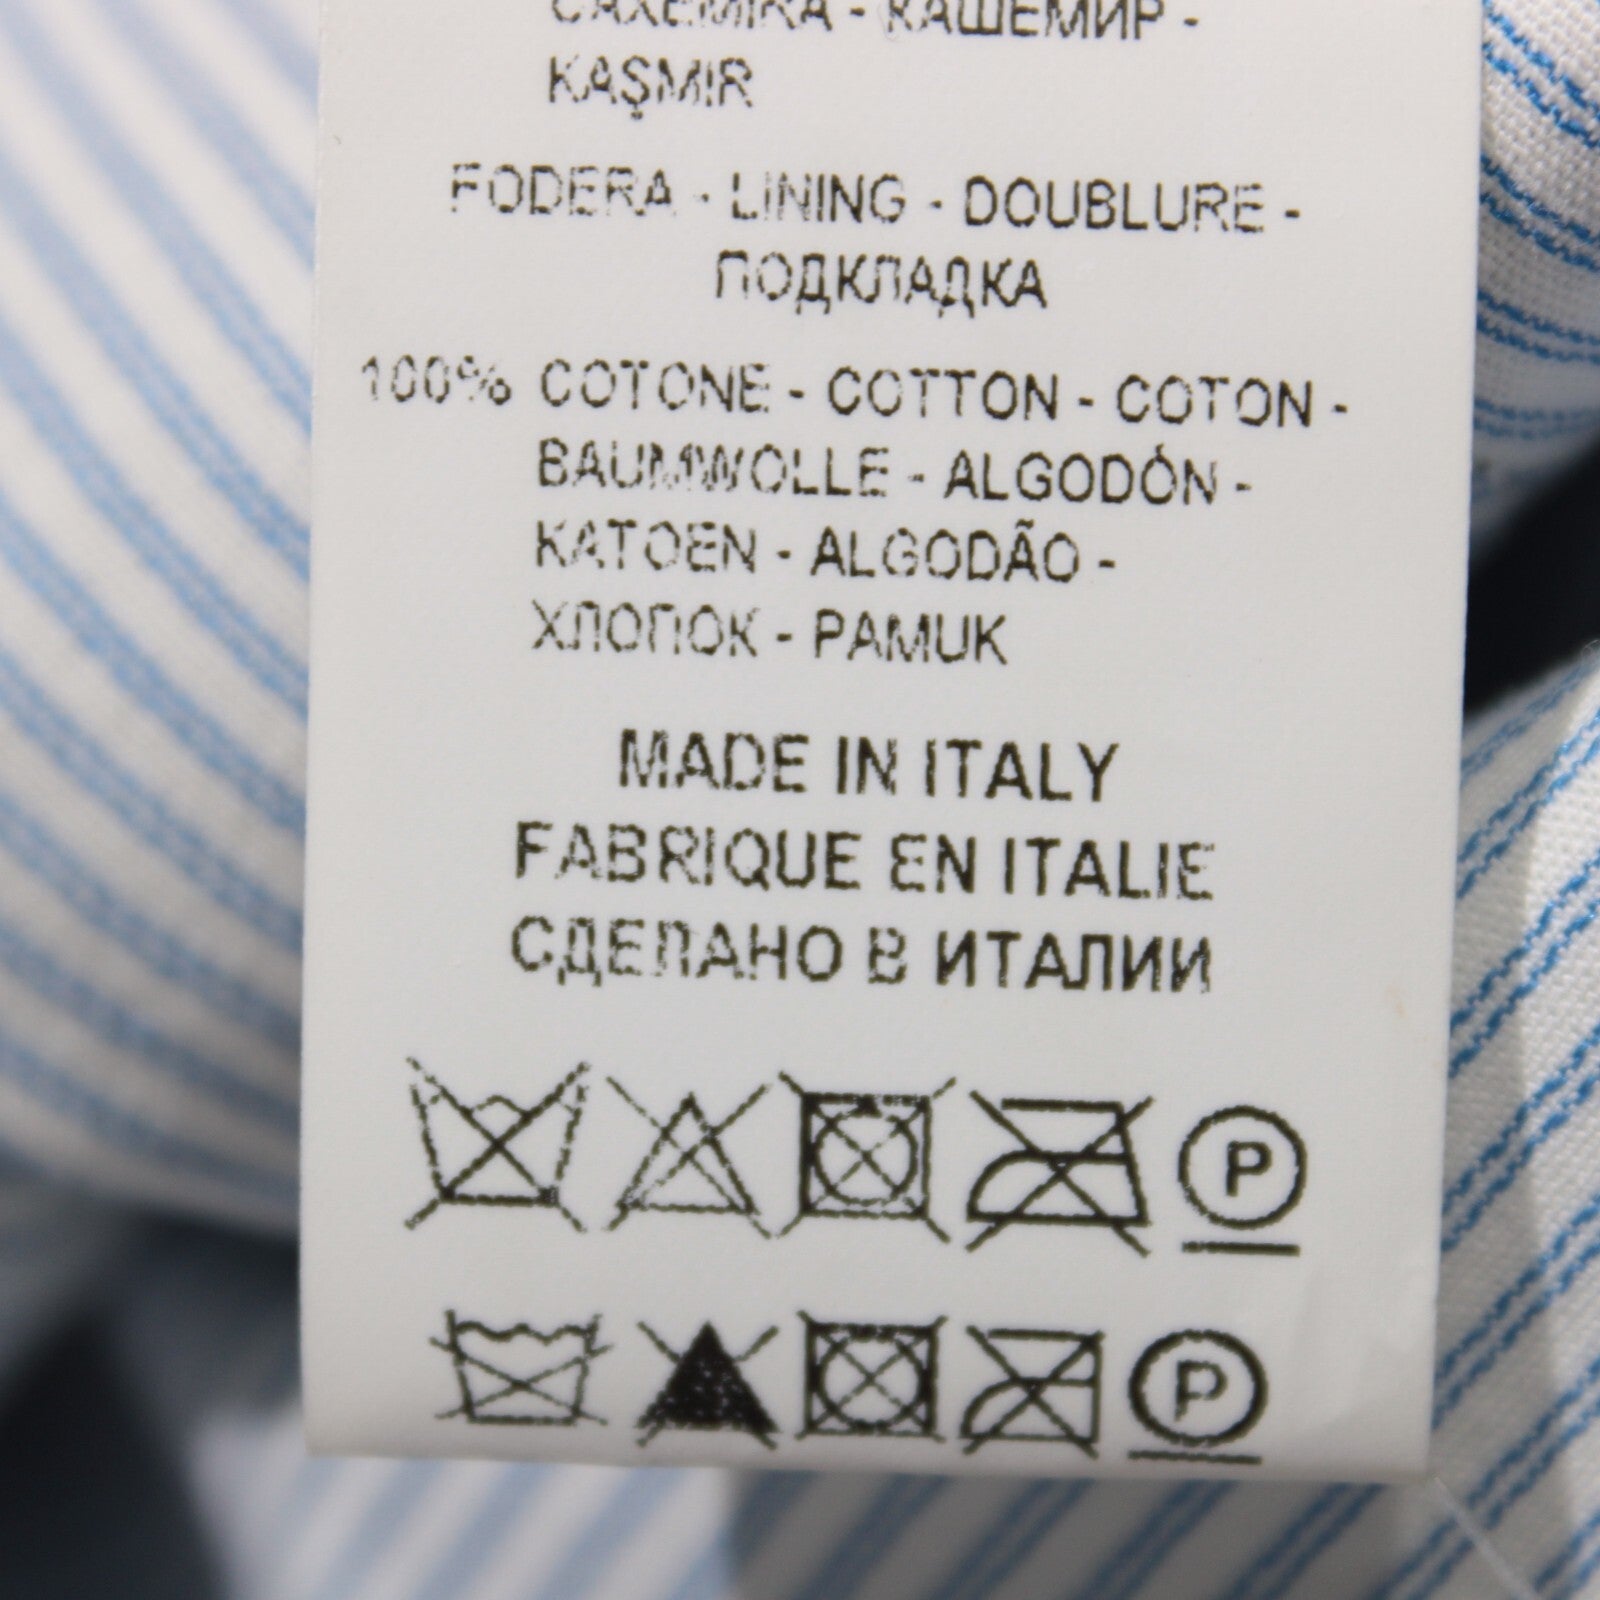 CAXEMIRA - КАШЕМИР -
KAŞMIR
FODERA - LINING - DOUBLURE -
ПОДКЛАДКА
100% COTONE - COTTON - COTON -
BAUMWOLLE - ALGODÓN -
KATOEN - ALGODÃO -
ХЛОПОК - PAMUK
MADE IN ITALY
FABRIQUE EN ITALIE
СДЕЛАНО В ИТАЛИИ
P
P